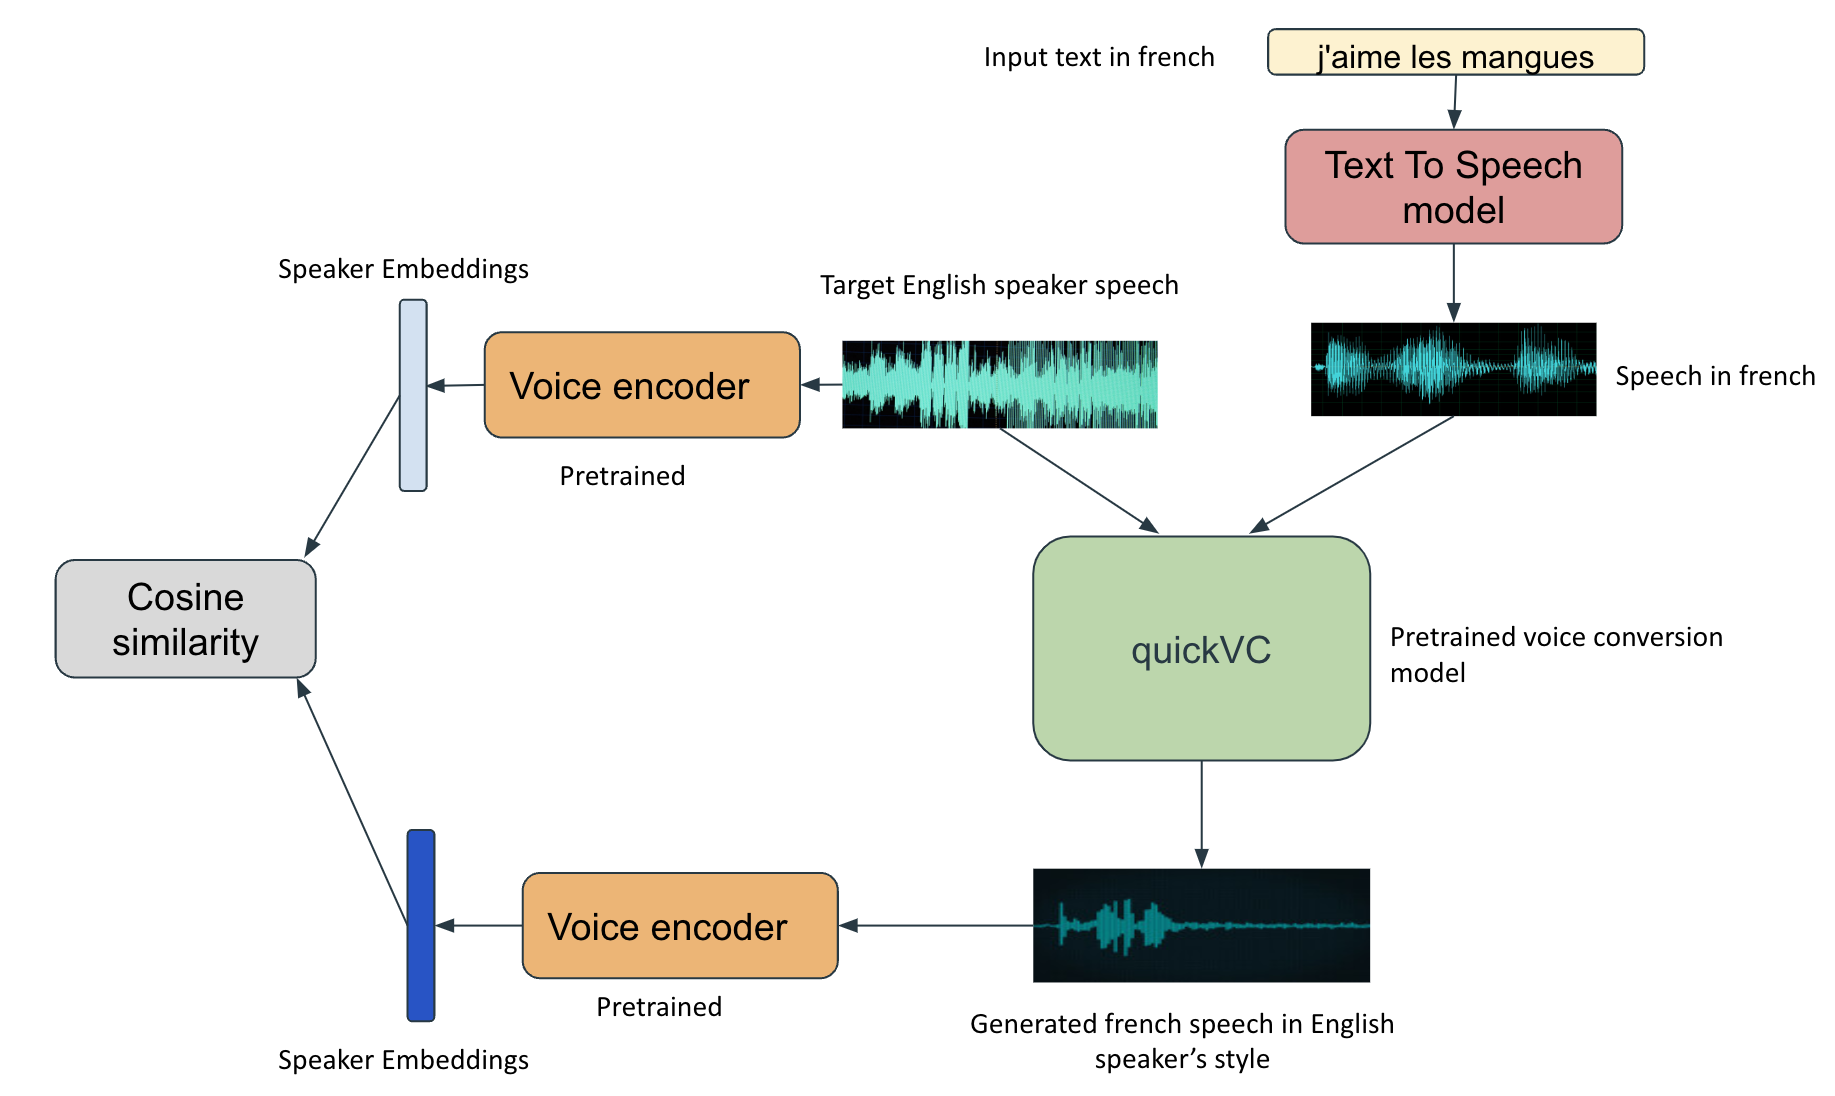 Input text in french
j'aime les mangues
Text To Speech
model
Speech in french
Target English speaker speech
Speaker Embeddings
Voice encoder
Pretrained
Cosine
similarity
quickVC
Pretrained voice conversion
model
Voice encoder
Pretrained
Speaker Embeddings
Generated french speech in English
speaker’s style